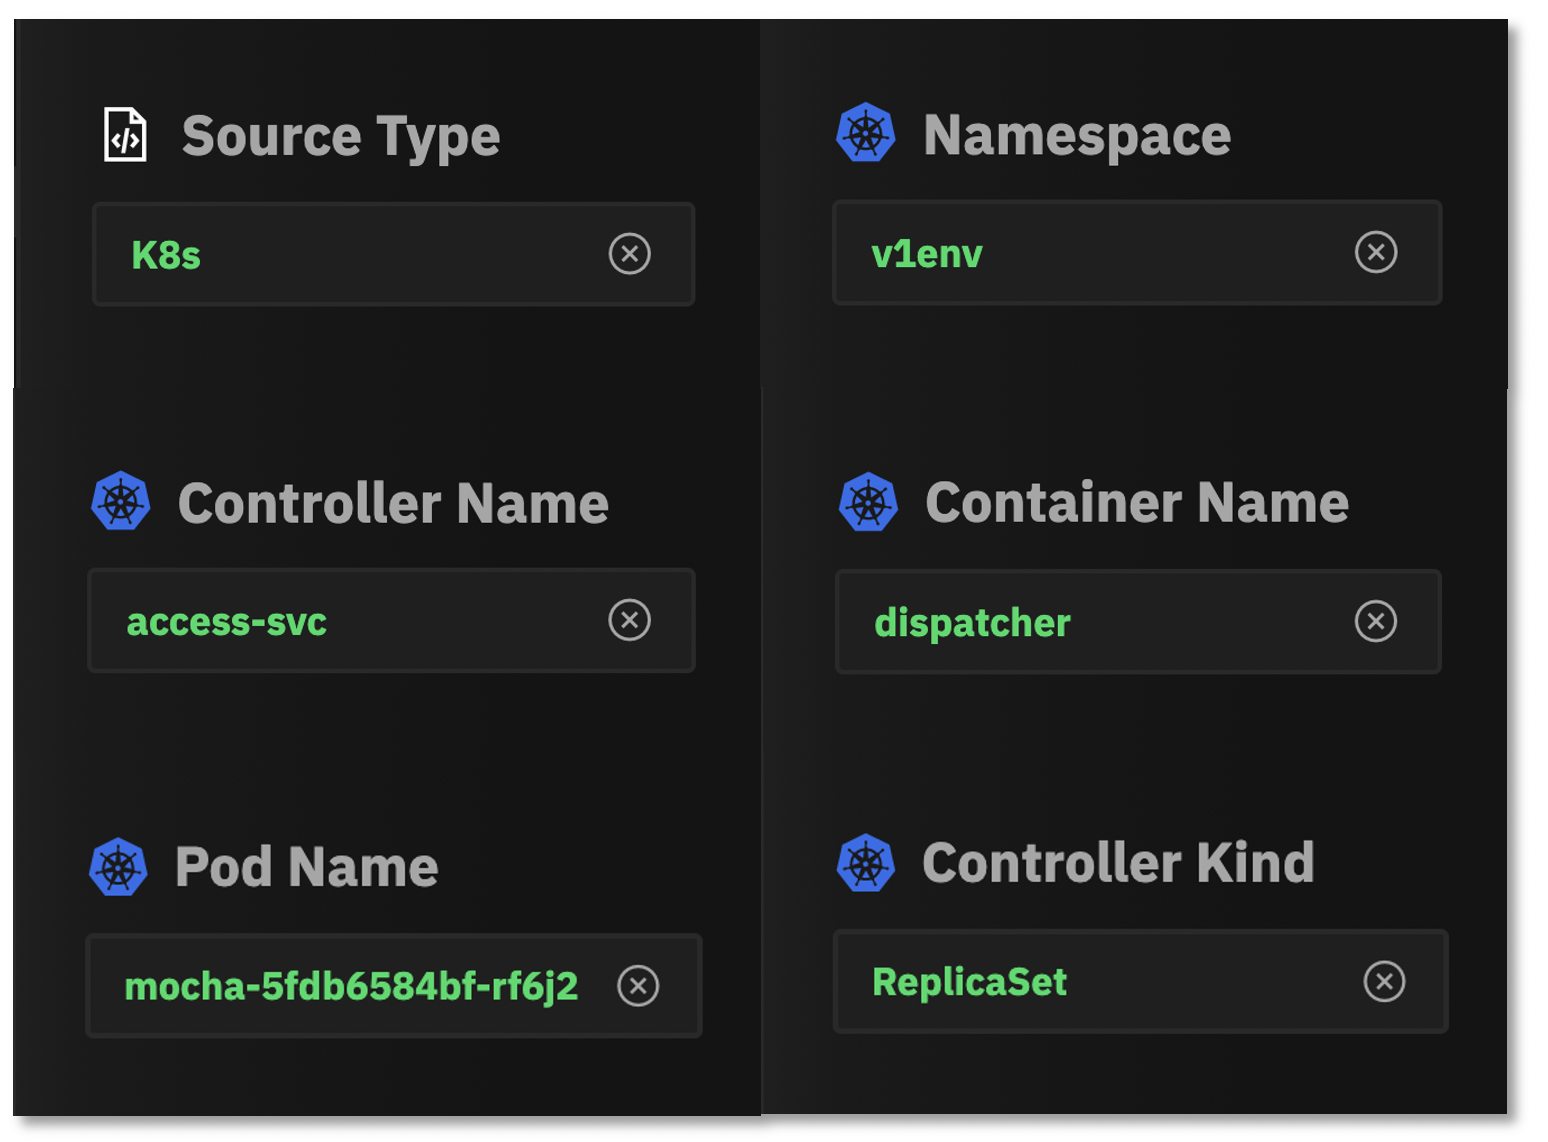 Source Type
K8s
Namespace
v1env
Controller Name
access-svc
Container Name
dispatcher
Pod Name
mocha-5fdb6584bf-rf6j2
Controller Kind
ReplicaSet